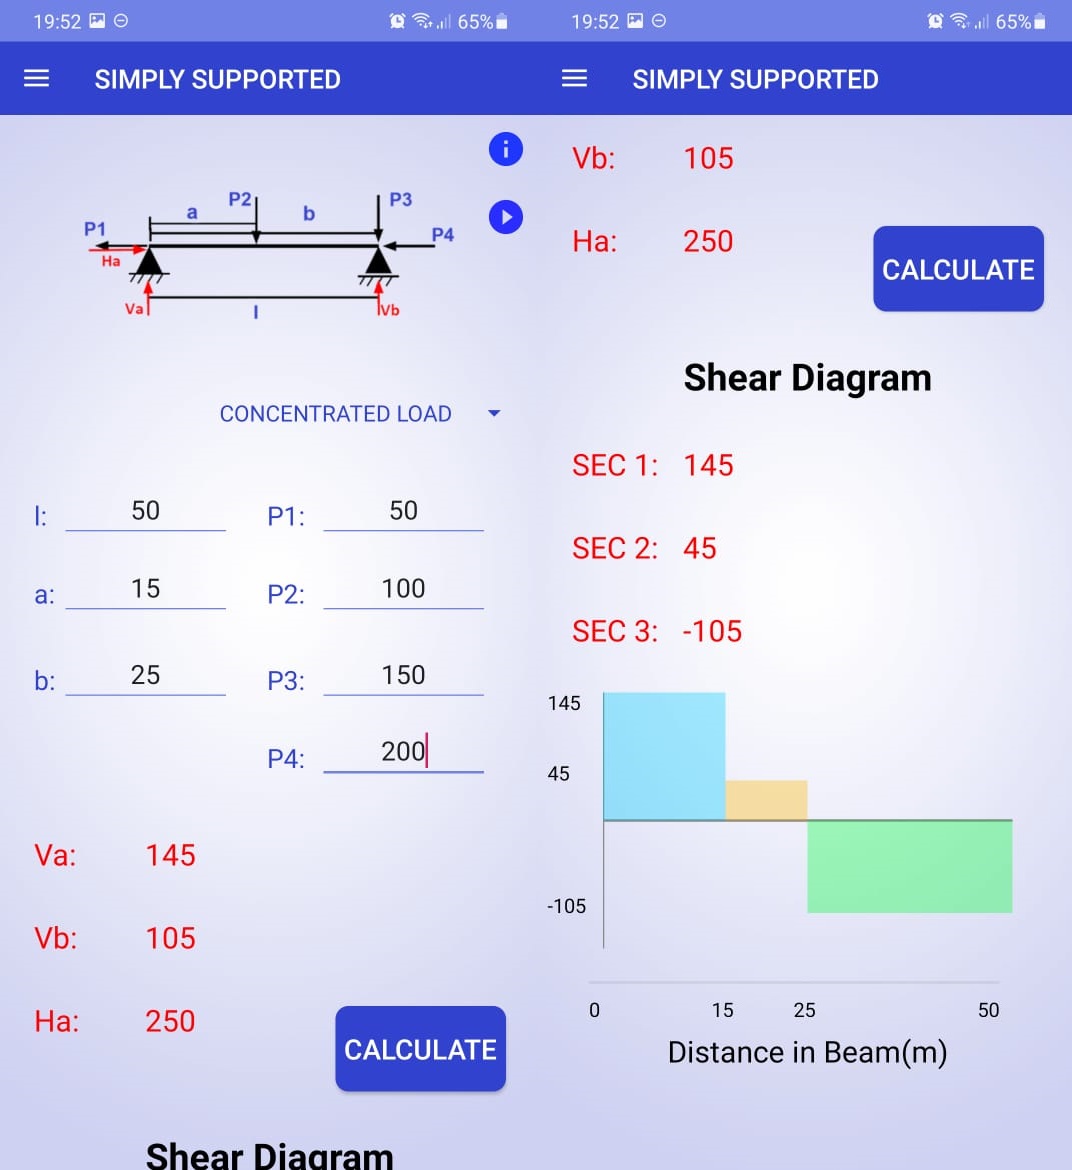 19:52 65%
SIMPLY SUPPORTED
i
P2 P3
a b
P1 P4
Ha
Va l Vb
CONCENTRATED LOAD
l: 50 P1: 50
a: 15 P2: 100
b: 25 P3: 150
P4: 200
Va: 145
Vb: 105
Ha: 250
CALCULATE
Shear Diagram
19:52 65%
SIMPLY SUPPORTED
Vb: 105
Ha: 250
CALCULATE
Shear Diagram
SEC 1: 145
SEC 2: 45
SEC 3: -105
145
45
-105
0 15 25 50
Distance in Beam(m)